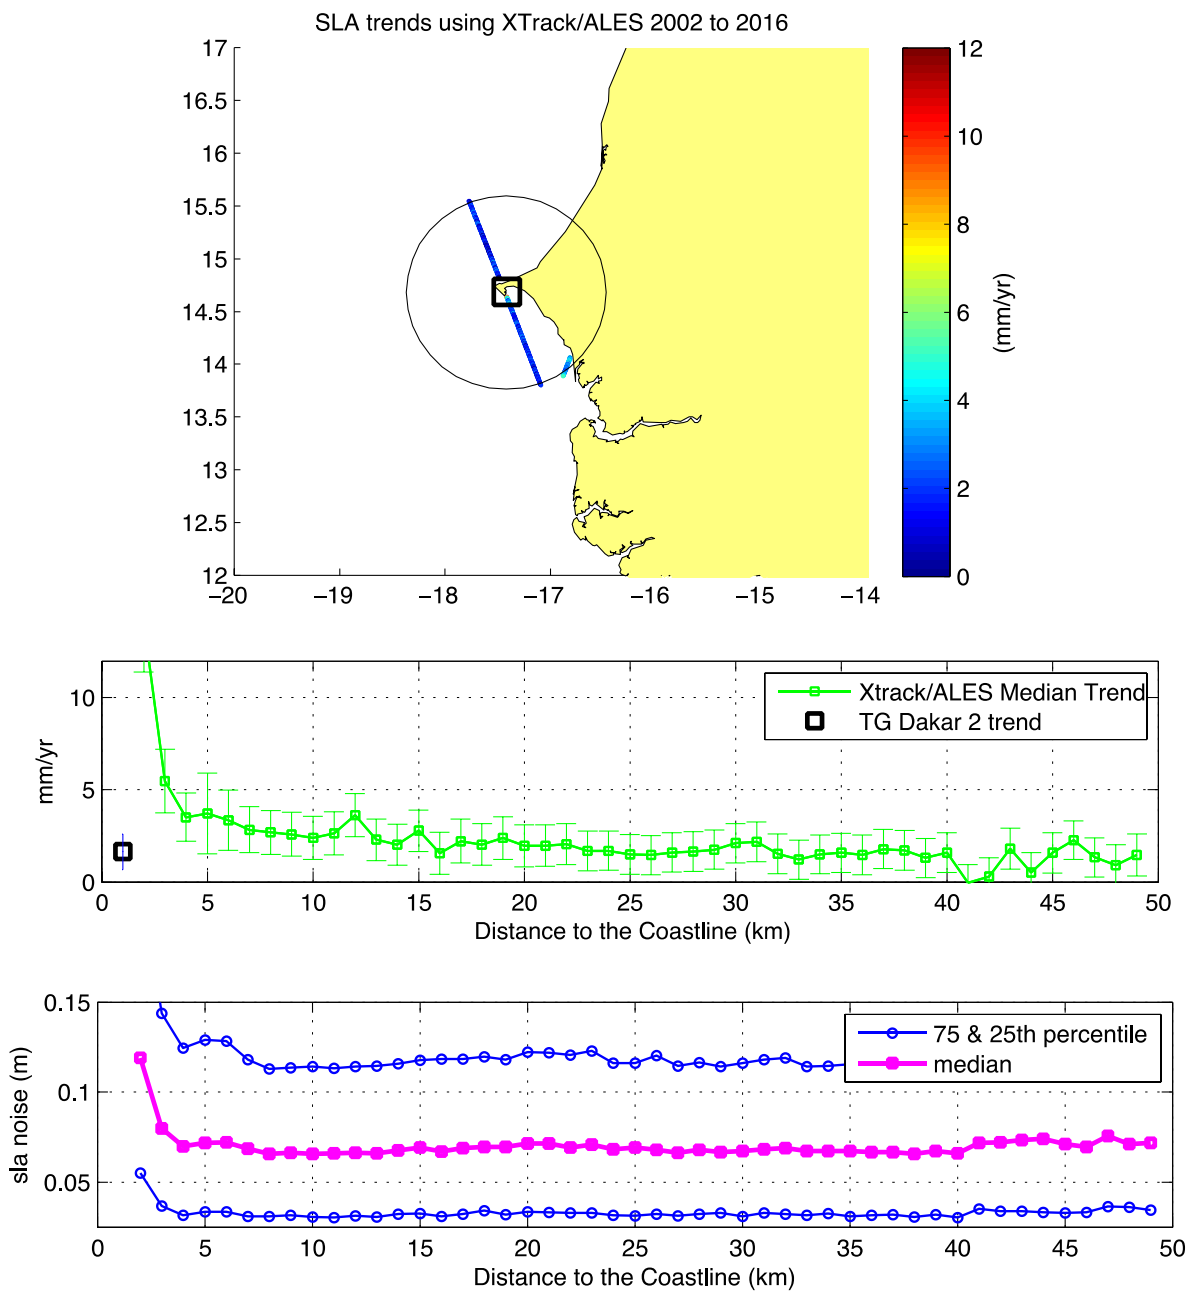 SLA trends using XTrack/ALES 2002 to 2016
17
16.5
16
15.5
15
14.5
14
13.5
13
12.5
12
−20 −19 −18 −17 −16 −15 −14
12
10
8
6
4
2
0
(mm/yr)
10
5
0
mm/yr
Xtrack/ALES Median Trend
TG Dakar 2 trend
0 5 10 15 20 25 30 35 40 45 50
Distance to the Coastline (km)
0.15
0.1
0.05
sla noise (m)
75 & 25th percentile
median
0 5 10 15 20 25 30 35 40 45 50
Distance to the Coastline (km)